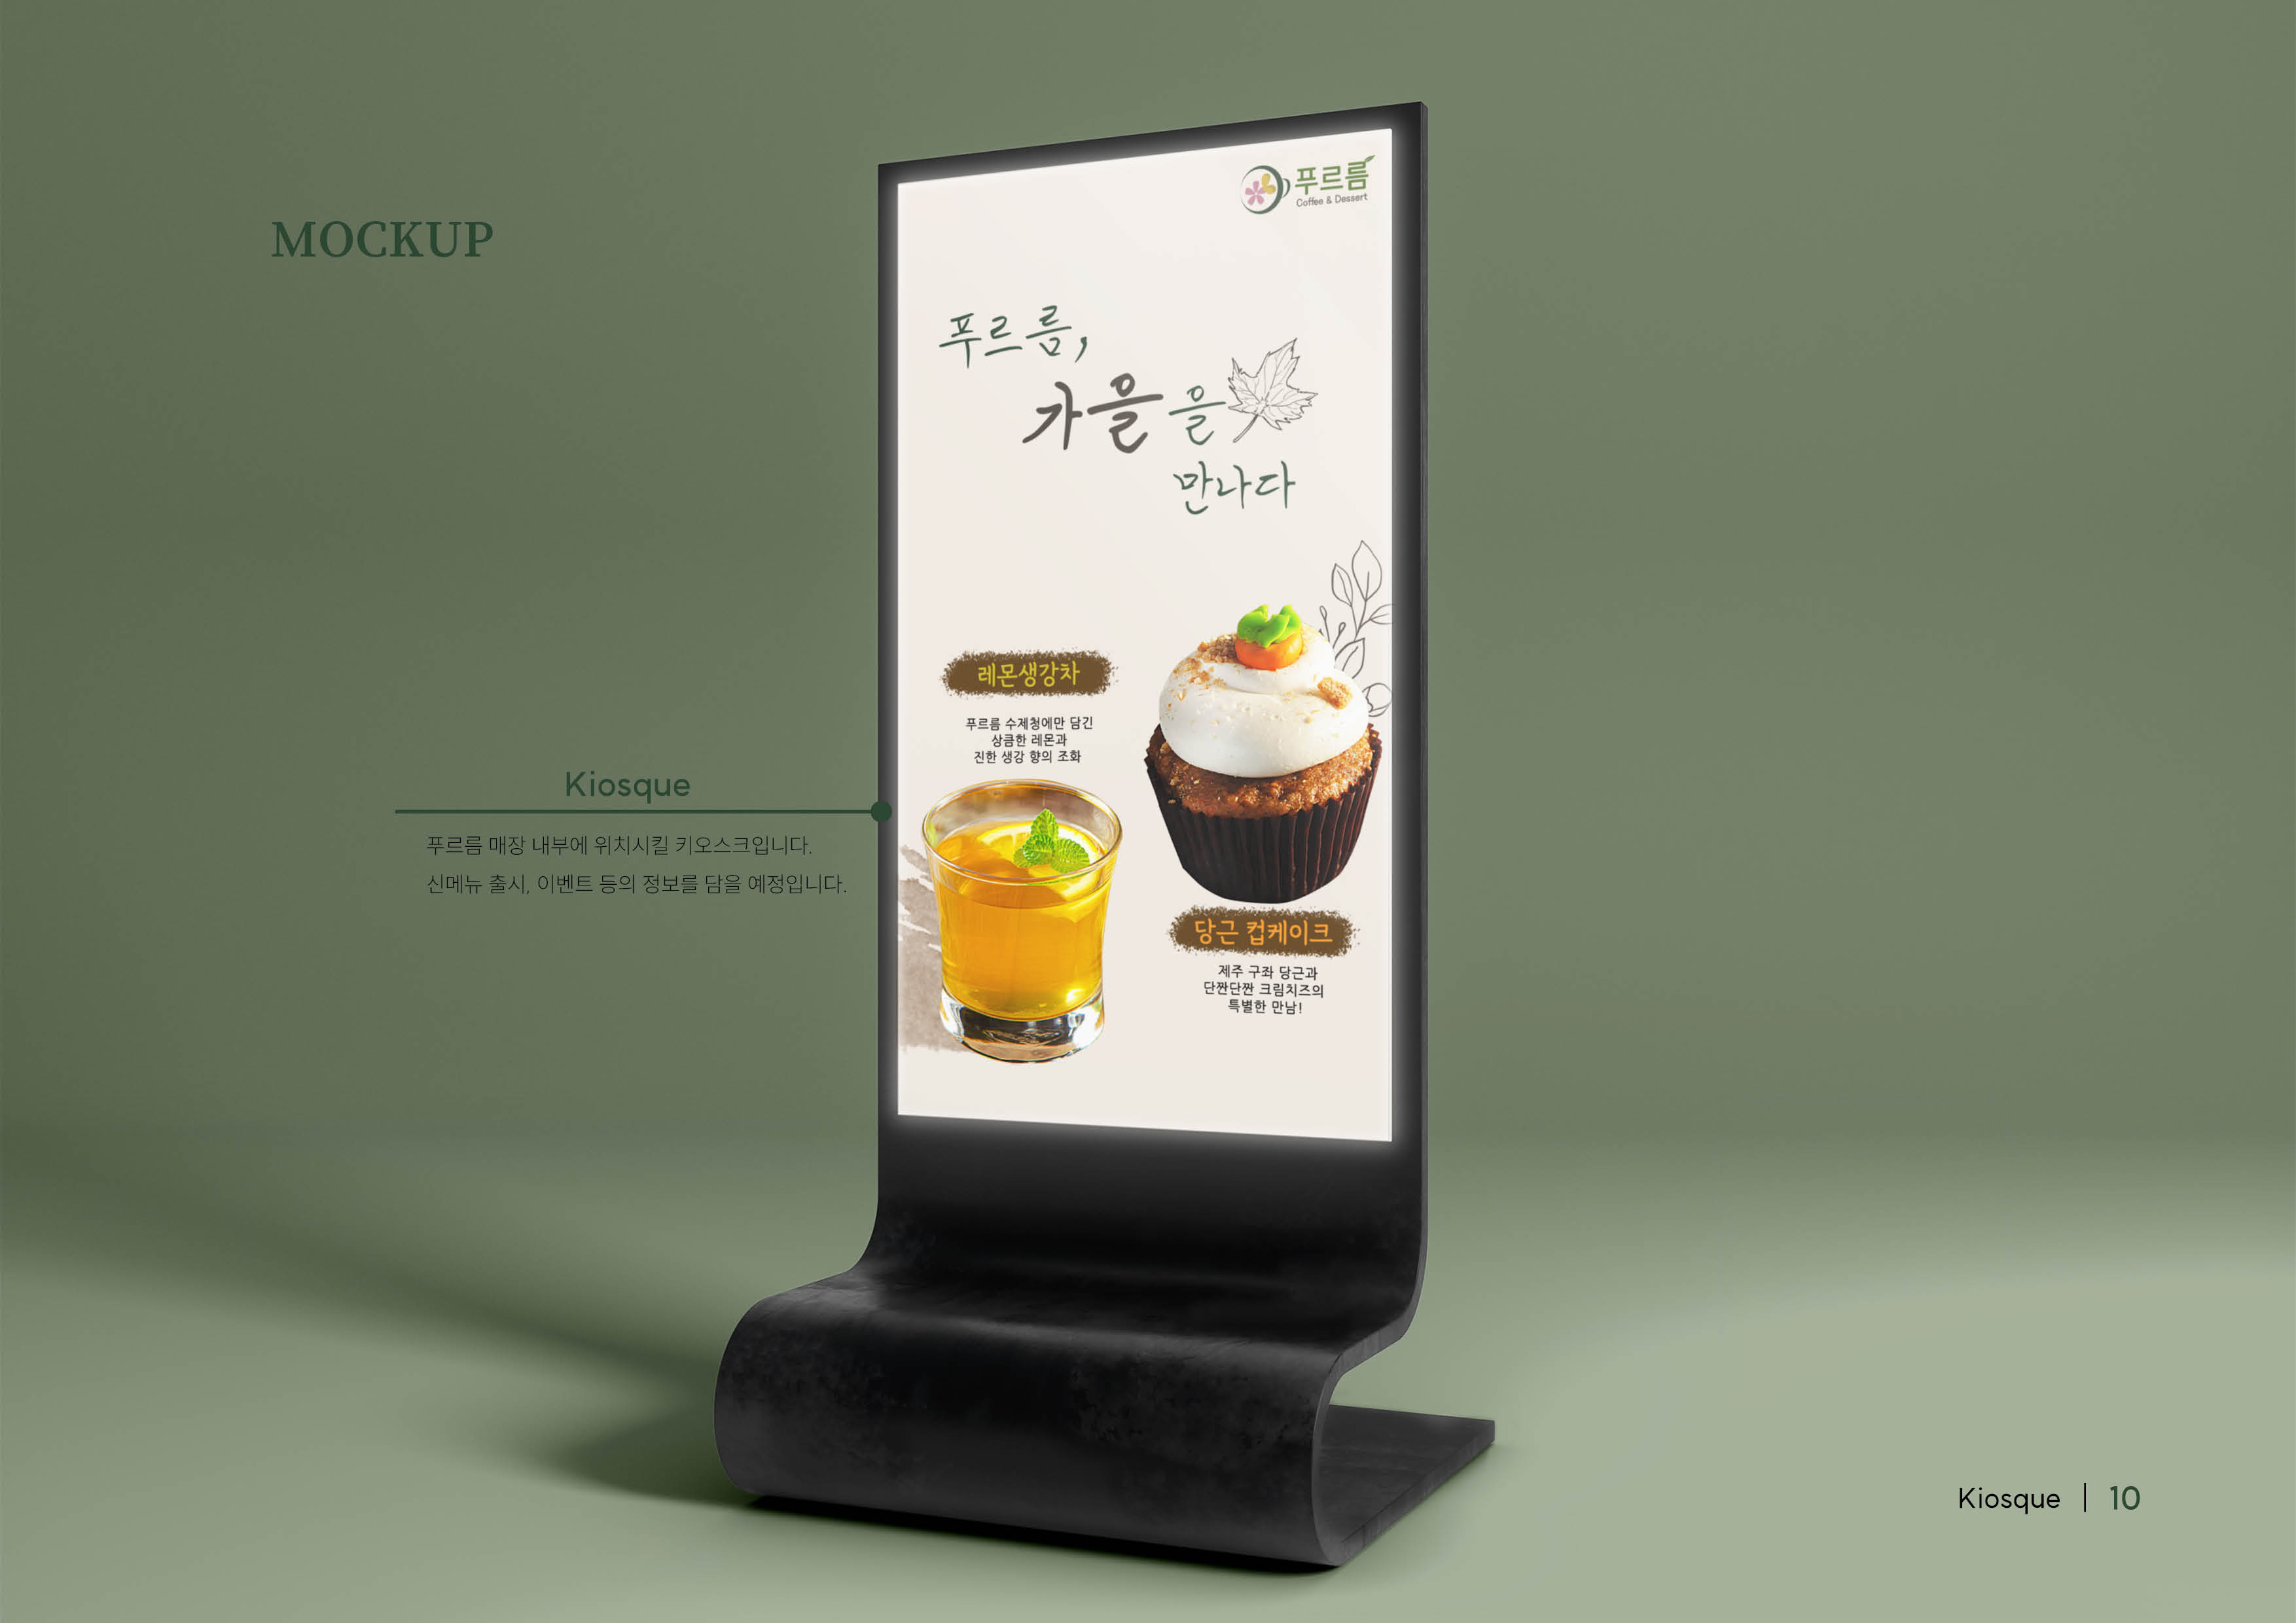 MOCKUP
푸르름
Coffee & Dessert
푸르름,
가을을
만나다
레몬생강차
푸르름 수제청에만 담긴
상큼한 레몬과
진한 생강 향의 조화
Kiosque
푸르름 매장 내부에 위치시킬 키오스크입니다.
신메뉴 출시, 이벤트 등의 정보를 담을 예정입니다.
당근 컵케이크
제주 구좌 당근과
단짠단짠 크림치즈의
특별한 만남!
Kiosque | 10